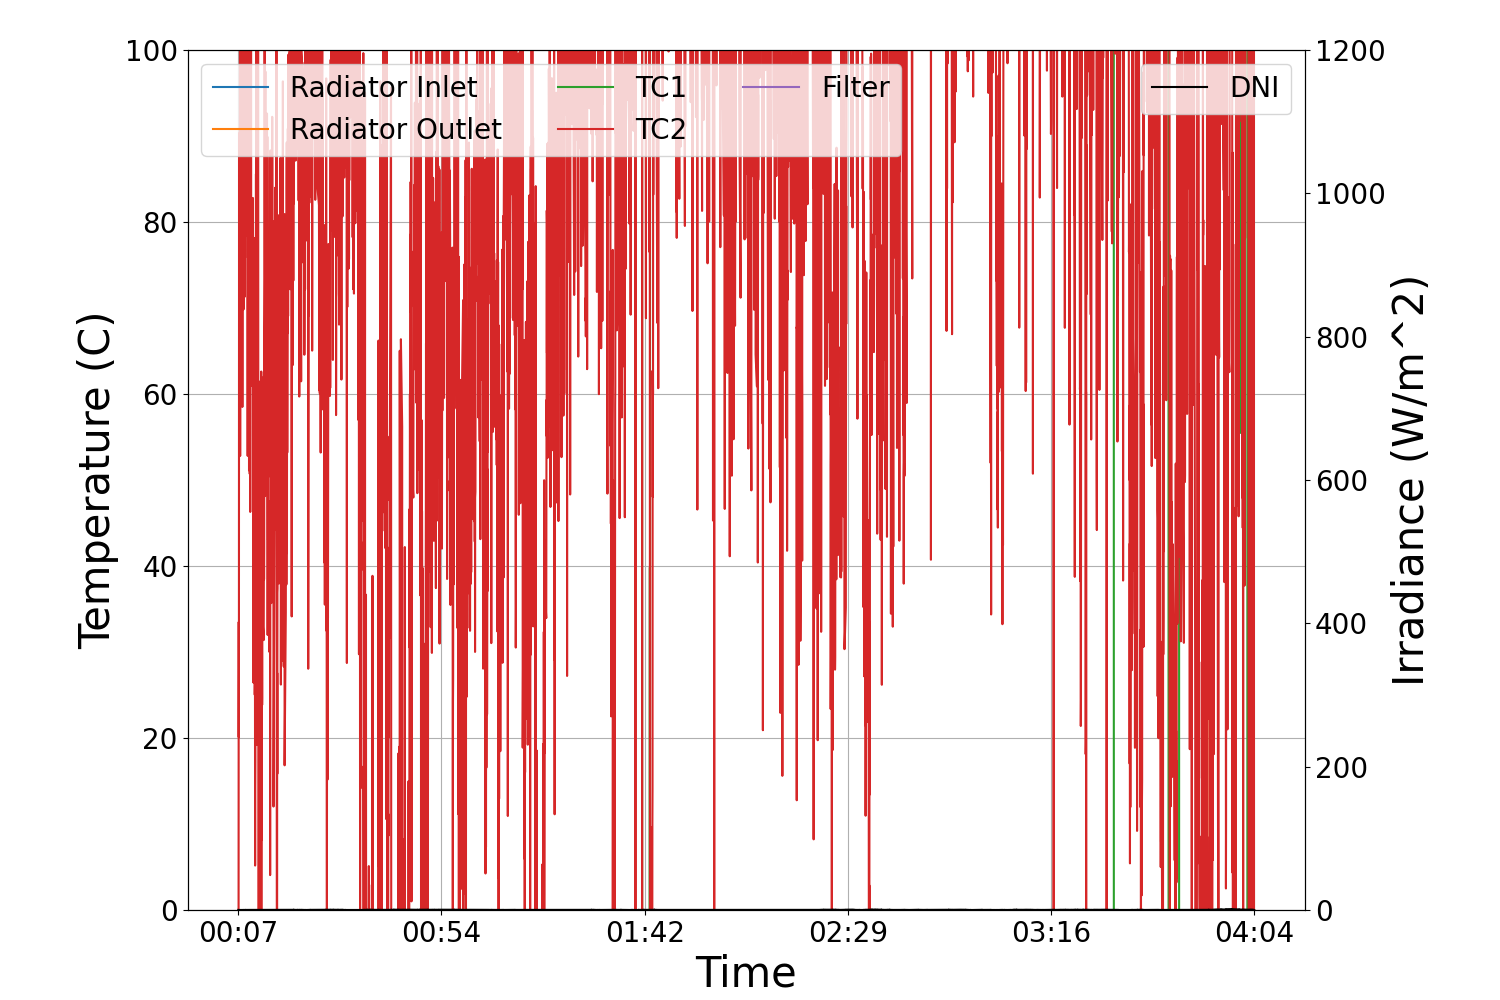 100
80
60
40
20
0
Temperature (C)
Radiator Inlet
Radiator Outlet
TC1
TC2
Filter
DNI
1200
1000
800
600
400
200
0
Irradiance (W/m^2)
00:07 00:54 01:42 02:29 03:16 04:04
Time